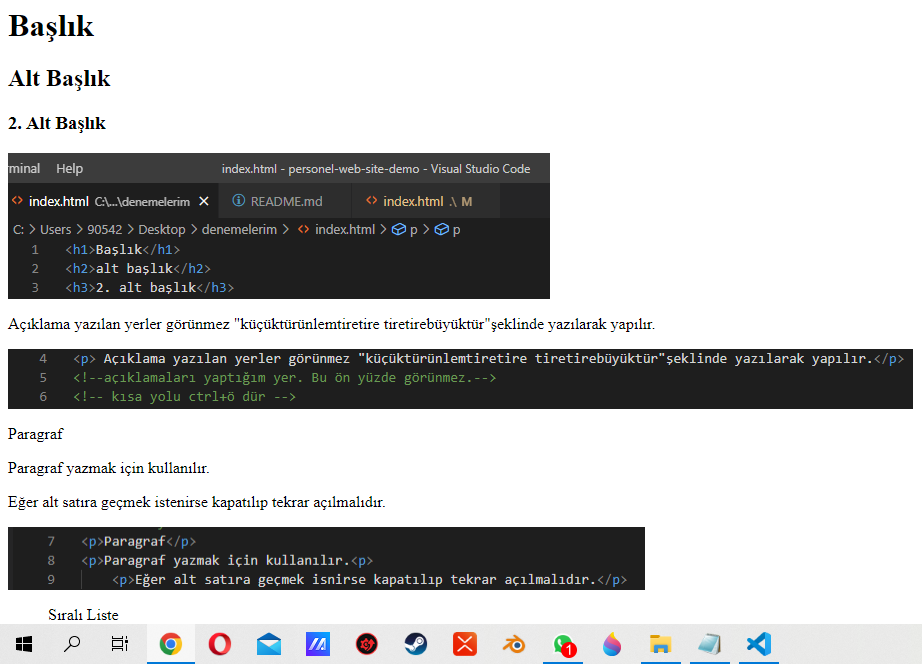 Başlık
Alt Başlık
2. Alt Başlık
rminal Help index.html - personel-web-site-demo - Visual Studio Code
index.html C:\...\denemelerim README.md index.html .\ M
C: > Users > 90542 > Desktop > denemelerim > index.html > p > p
1 <h1>Başlık</h1>
2 <h2>alt başlık</h2>
3 <h3>2. alt başlık</h3>
Açıklama yazılan yerler görünmez "küçüktürünlemtiretire tiretirebüyüktür"şeklinde yazılarak yapılır.
4 <p> Açıklama yazılan yerler görünmez "küçüktürünlemtiretire tiretirebüyüktür"şeklinde yazılarak yapılır.</p>
5 <!--açıklamaları yaptığım yer. Bu ön yüzde görünmez.-->
6 <!-- kısa yolu ctrl+ö dür -->
Paragraf
Paragraf yazmak için kullanılır.
Eğer alt satıra geçmek istenirse kapatılıp tekrar açılmalıdır.
7 <p>Paragraf</p>
8 <p>Paragraf yazmak için kullanılır.<p>
9 <p>Eğer alt satıra geçmek isnirse kapatılıp tekrar açılmalıdır.</p>
Sıralı Liste
1